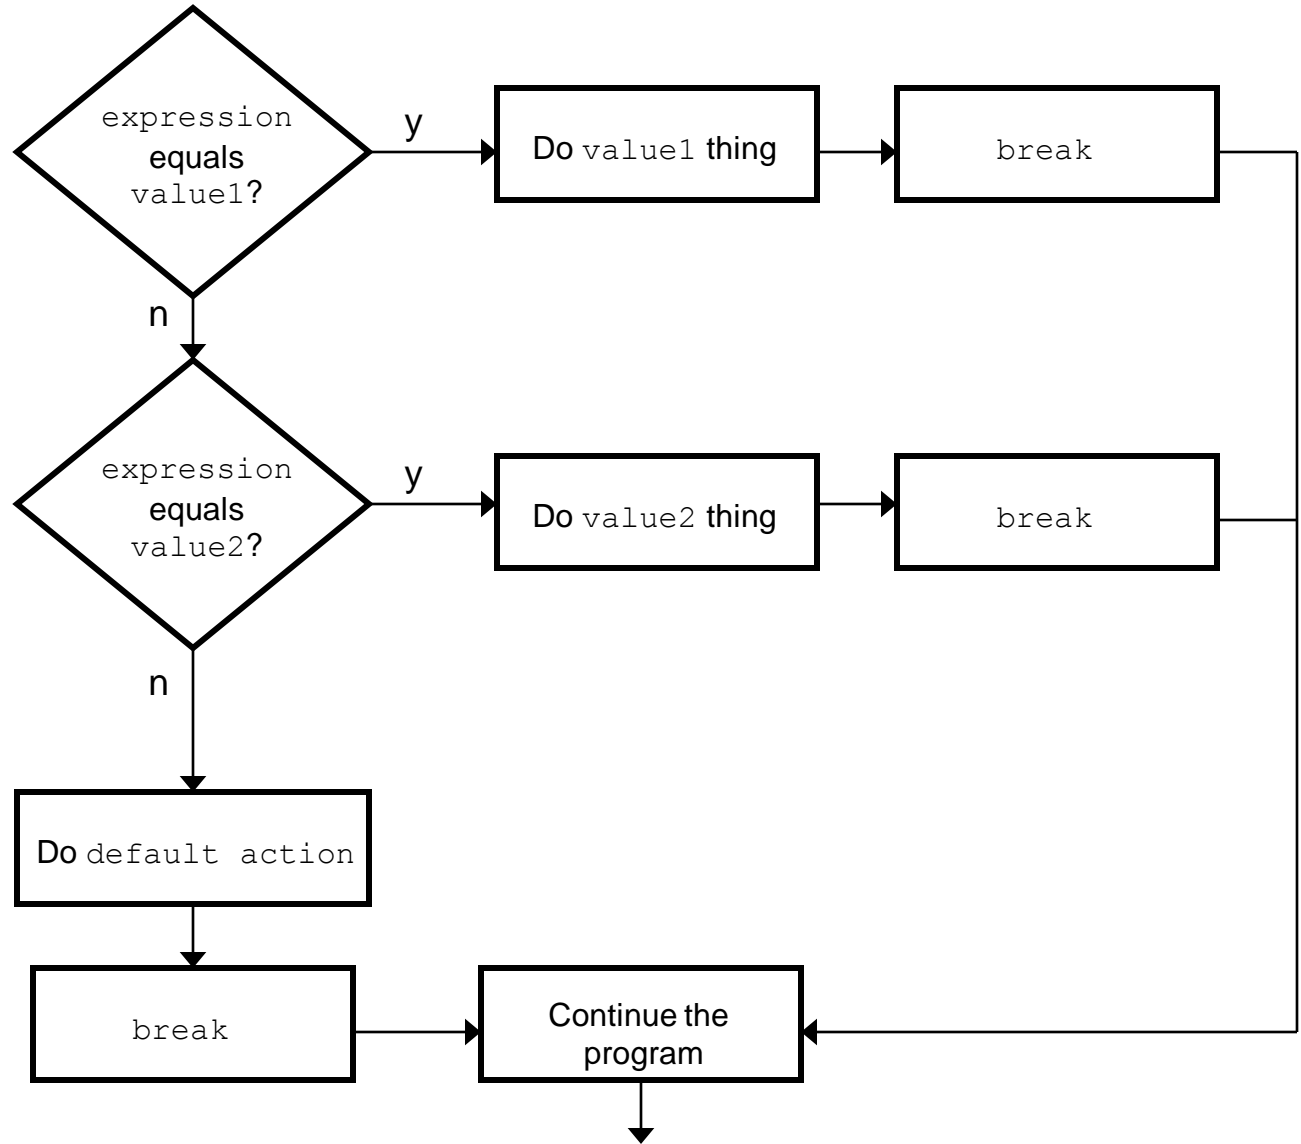 expression
equals
value1?
y
Do value1 thing
break
n
expression
equals
value2?
y
Do value2 thing
break
n
Do default action
break
Continue the
program